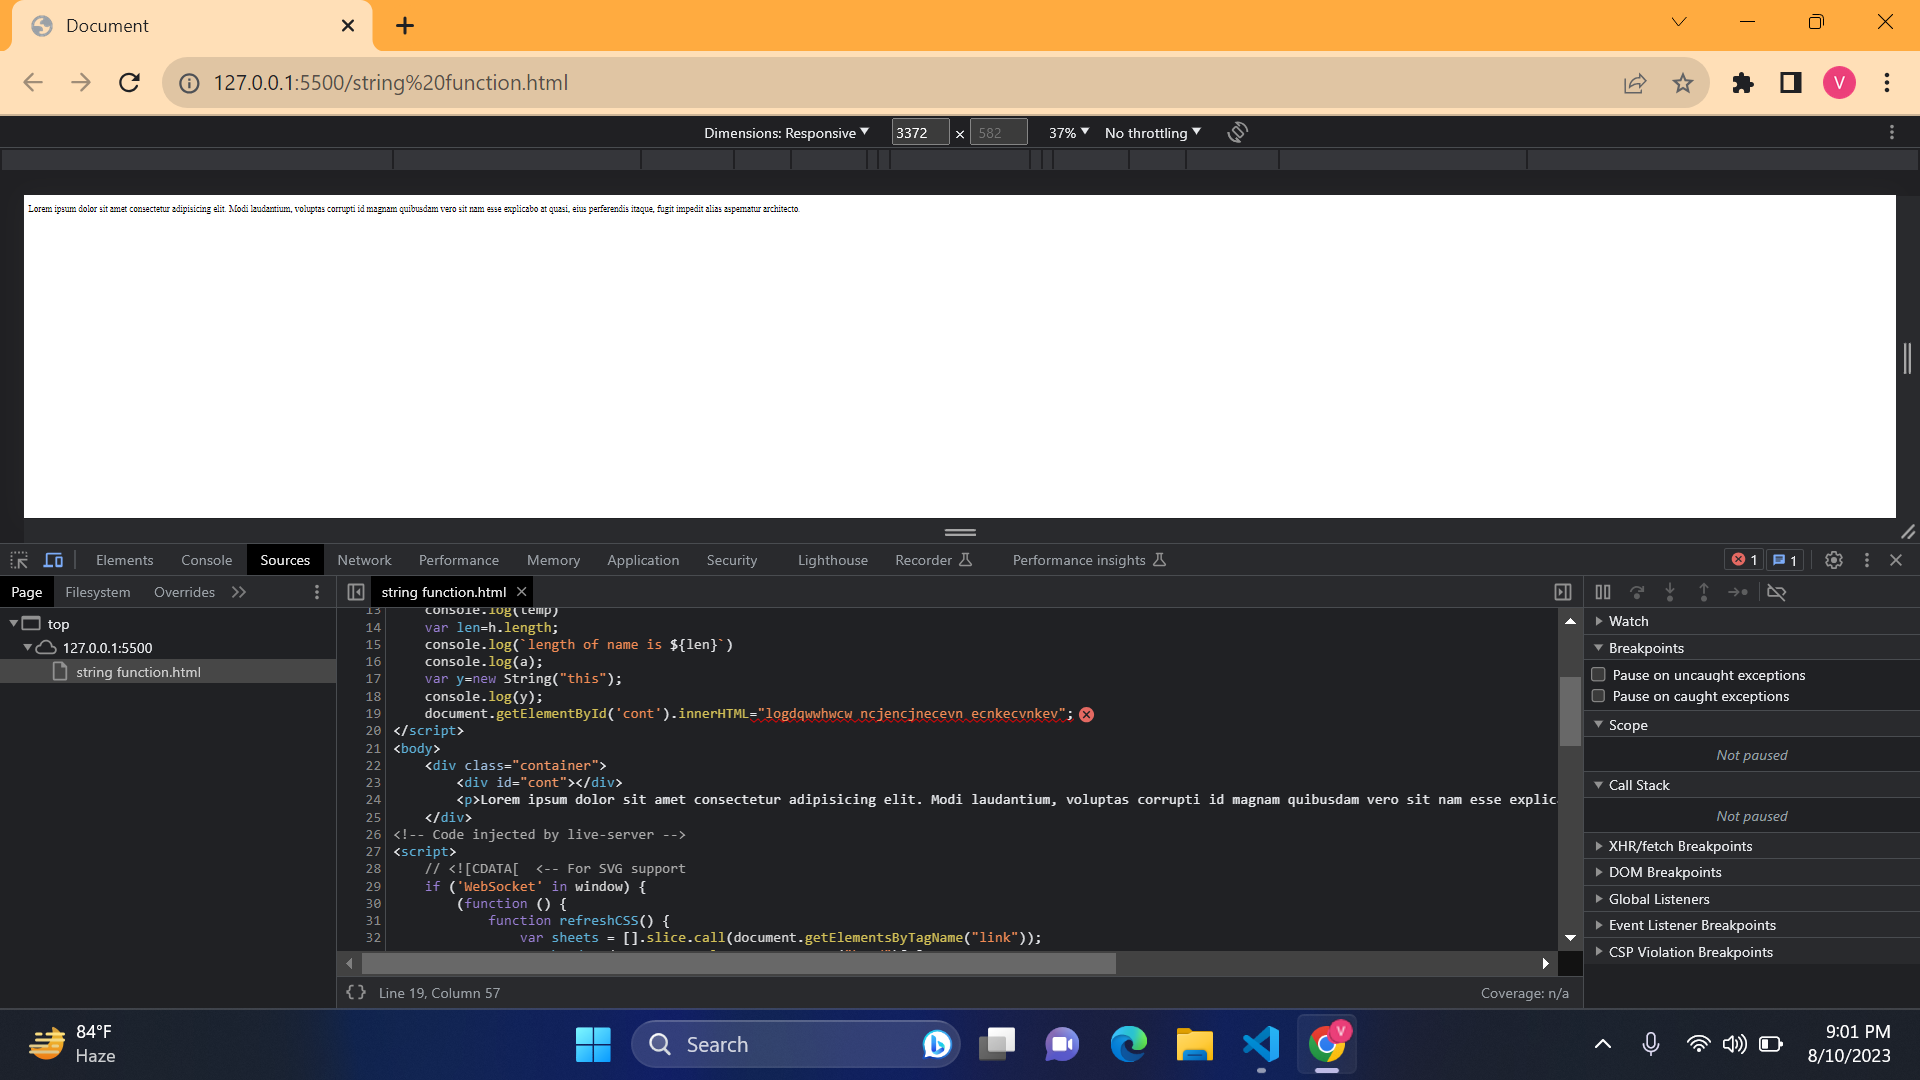 Document
127.0.0.1:5500/string%20function.html
V
Dimensions: Responsive 3372 × 582 37% No throttling
Lorem ipsum dolor sit amet consectetur adipisicing elit. Modi laudantium, voluptas corrupti id magnam quibusdam vero sit nam esse explicabo at quasi, eius perferendis itaque, fugit impedit alias aspernatur architecto.
Elements Console Sources Network Performance Memory Application Security Lighthouse Recorder Performance insights 1 1
Page Filesystem Overrides
string function.html
top
127.0.0.1:5500
string function.html
13 console.log(temp)
14 var len=h.length;
15 console.log(`length of name is ${len}`)
16 console.log(a);
17 var y=new String("this");
18 console.log(y);
19 document.getElementById('cont').innerHTML="logdqwwhwcw ncjencjnecevn ecnkecvnkev";
20 </script>
21 <body>
22 <div class="container">
23 <div id="cont"></div>
24 <p>Lorem ipsum dolor sit amet consectetur adipisicing elit. Modi laudantium, voluptas corrupti id magnam quibusdam vero sit nam esse explic
25 </div>
26 <!-- Code injected by live-server -->
27 <script>
28 // <![CDATA[ <-- For SVG support
29 if ('WebSocket' in window) {
30 (function () {
31 function refreshCSS() {
32 var sheets = [].slice.call(document.getElementsByTagName("link"));
{} Line 19, Column 57
Coverage: n/a
Watch
Breakpoints
Pause on uncaught exceptions
Pause on caught exceptions
Scope
Not paused
Call Stack
Not paused
XHR/fetch Breakpoints
DOM Breakpoints
Global Listeners
Event Listener Breakpoints
CSP Violation Breakpoints
84°F
Haze
Search
V
9:01 PM
8/10/2023